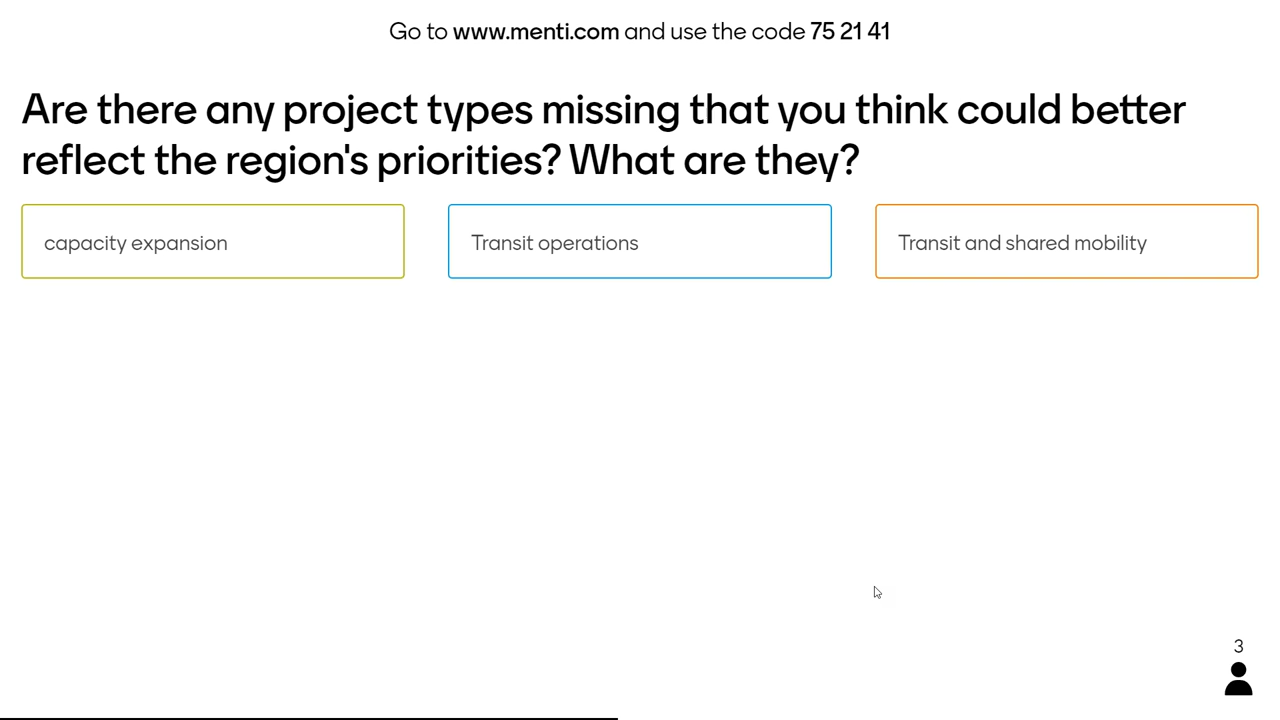 Go to www.menti.com and use the code 75 21 41
Are there any project types missing that you think could better
reflect the region's priorities? What are they?
capacity expansion
Transit operations
Transit and shared mobility
3